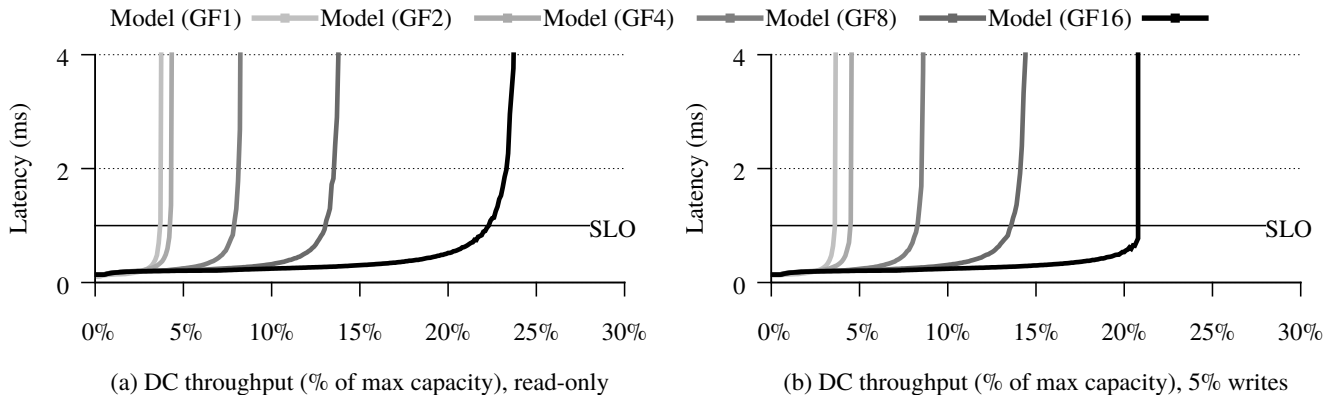 Model (GF1) Model (GF2) Model (GF4) Model (GF8) Model (GF16)
4
2
0
Latency (ms)
SLO
0% 5% 10% 15% 20% 25% 30%
(a) DC throughput (% of max capacity), read-only
4
2
0
Latency (ms)
SLO
0% 5% 10% 15% 20% 25% 30%
(b) DC throughput (% of max capacity), 5% writes